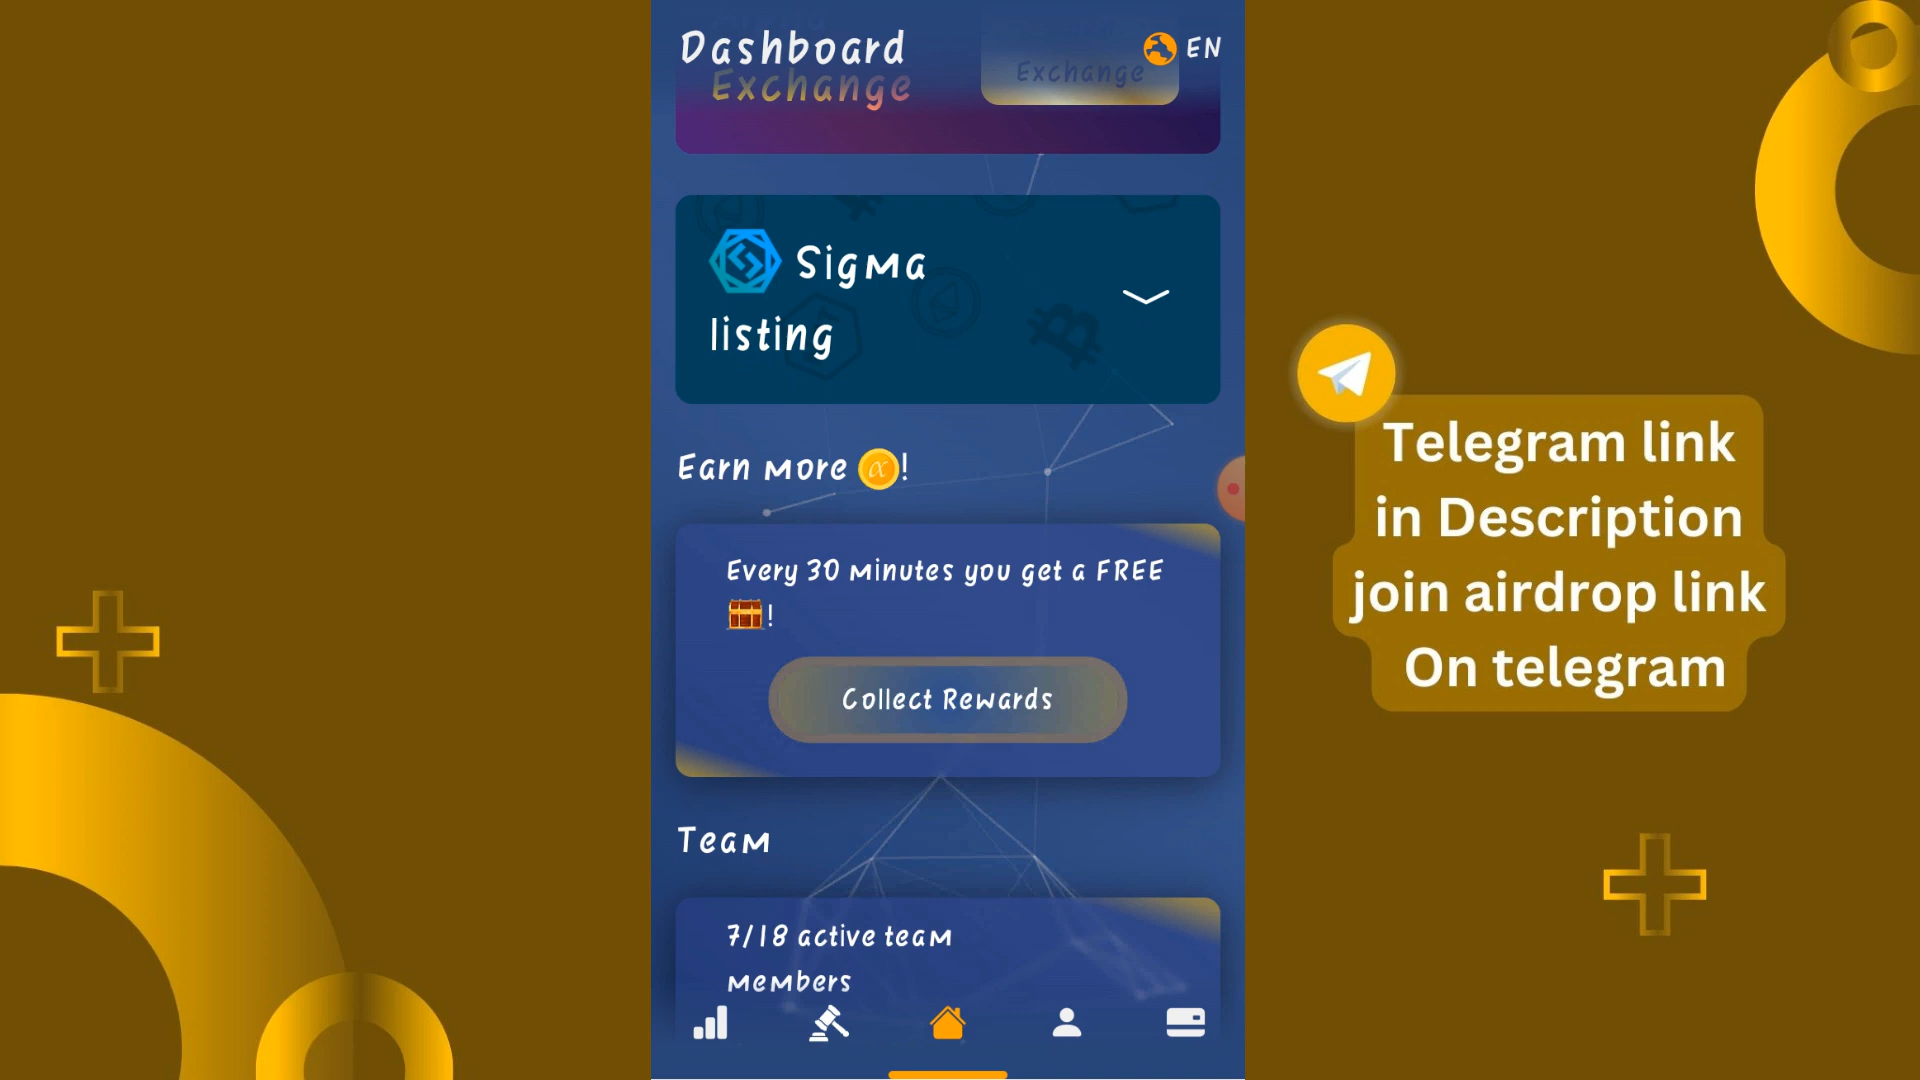 Dashboard
EN
Exchange
Exchange
Sigma
listing
Earn more α!
Every 30 minutes you get a FREE
!
Collect Rewards
Team
7/18 active team
members
Telegram link
in Description
join airdrop link
On telegram